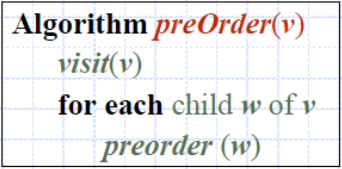 Algorithm preOrder(v)
visit(v)
for each child w of v
preorder (w)